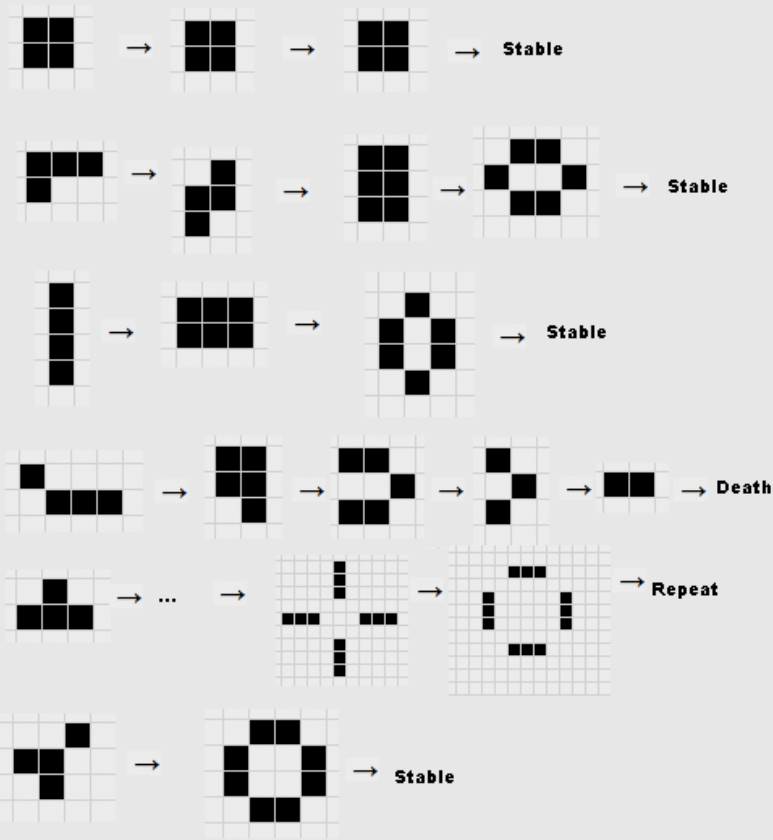 → → → Stable
→ → → → Stable
→ → → Stable
→ → → → → Death
→ ... → → → Repeat
→ → Stable